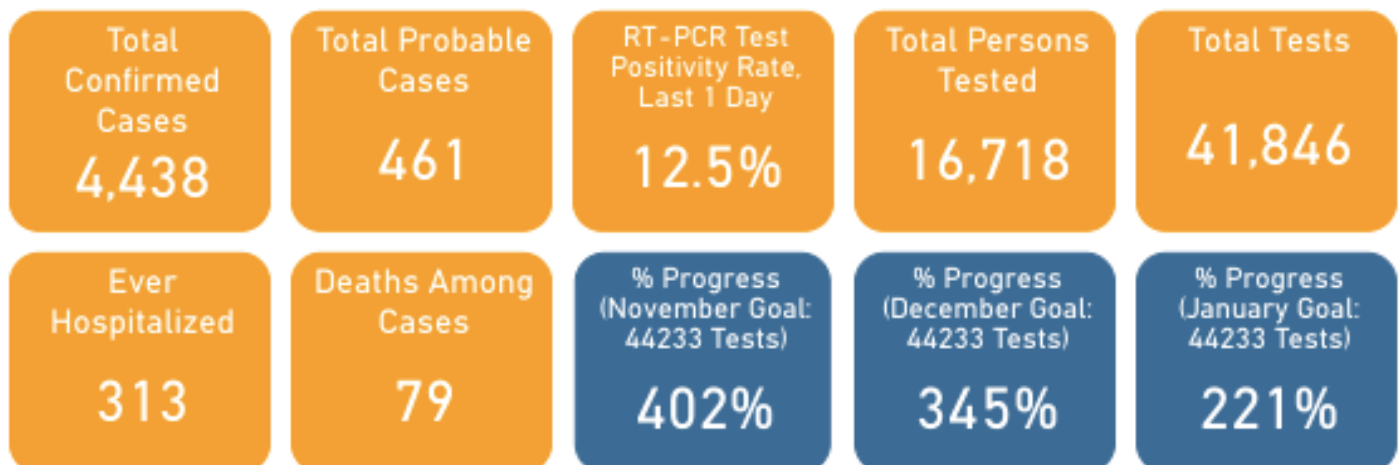 Total
Confirmed
Cases
4,438
Total Probable
Cases
461
RT-PCR Test
Positivity Rate,
Last 1 Day
12.5%
Total Persons
Tested
16,718
Total Tests
41,846
Ever
Hospitalized
313
Deaths Among
Cases
79
% Progress
(November Goal:
44233 Tests)
402%
% Progress
(December Goal:
44233 Tests)
345%
% Progress
(January Goal:
44233 Tests)
221%